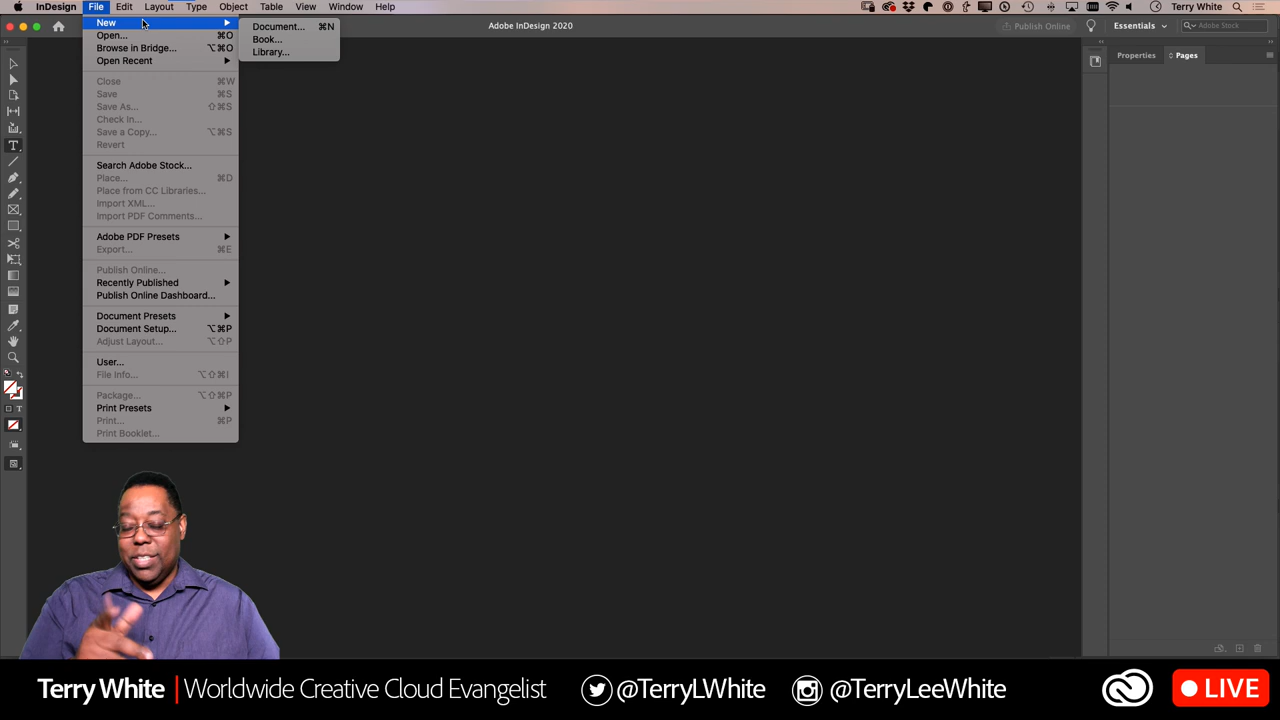 InDesign File Edit Layout Type Object Table View Window Help Terry White
Adobe InDesign 2020 Publish Online Essentials Adobe Stock
New
Open... ⌘O
Browse in Bridge... ⌥⌘O
Open Recent
Close ⌘W
Save ⌘S
Save As... ⇧⌘S
Check In...
Save a Copy... ⌥⌘S
Revert
Search Adobe Stock...
Place... ⌘D
Place from CC Libraries...
Import XML...
Import PDF Comments...
Adobe PDF Presets
Export... ⌘E
Publish Online...
Recently Published
Publish Online Dashboard...
Document Presets
Document Setup... ⌥⌘P
Adjust Layout... ⌥⇧P
User...
File Info... ⌥⇧⌘I
Package... ⌥⇧⌘P
Print Presets
Print... ⌘P
Print Booklet...
Document... ⌘N
Book...
Library...
Properties Pages
Terry White | Worldwide Creative Cloud Evangelist @TerryLWhite @TerryLeeWhite LIVE